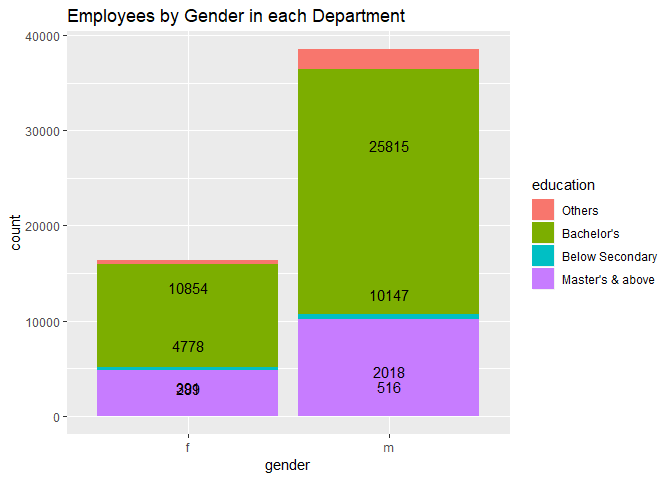 Employees by Gender in each Department
40000
30000
20000
10000
0
count
25815
10854
10147
4778
2018
516
f
m
gender
education
Others
Bachelor's
Below Secondary
Master's & above